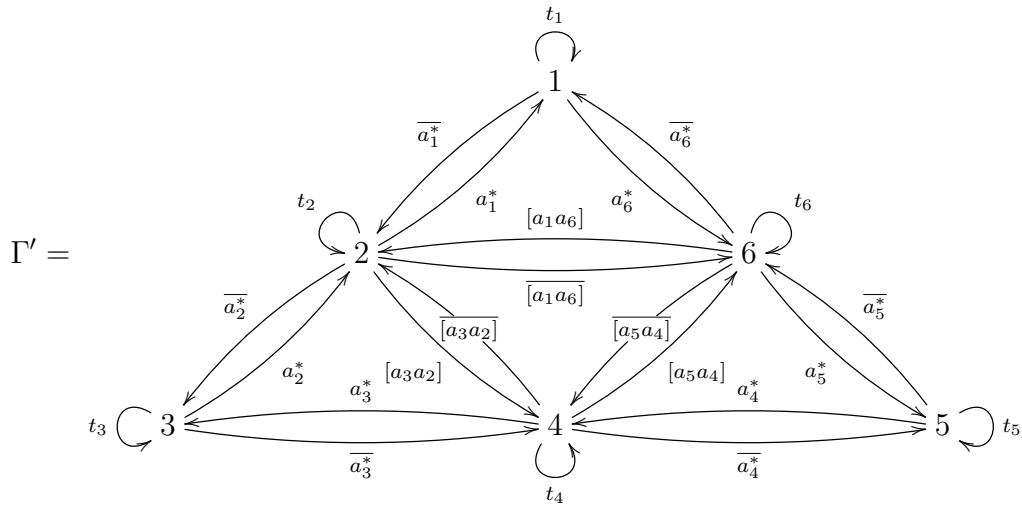 t_1
1
\overline{a_1^*} \overline{a_6^*}
t_2 a_1^* a_6^* t_6
[a_1a_6]
Γ′ = 2 6
\overline{[a_1a_6]}
\overline{a_2^*} \overline{[a_3a_2]} \overline{[a_5a_4]} \overline{a_5^*}
a_2^* [a_3a_2] [a_5a_4] a_5^*
a_3^* a_4^*
t_3 3 4 5 t_5
\overline{a_3^*} \overline{a_4^*}
t_4